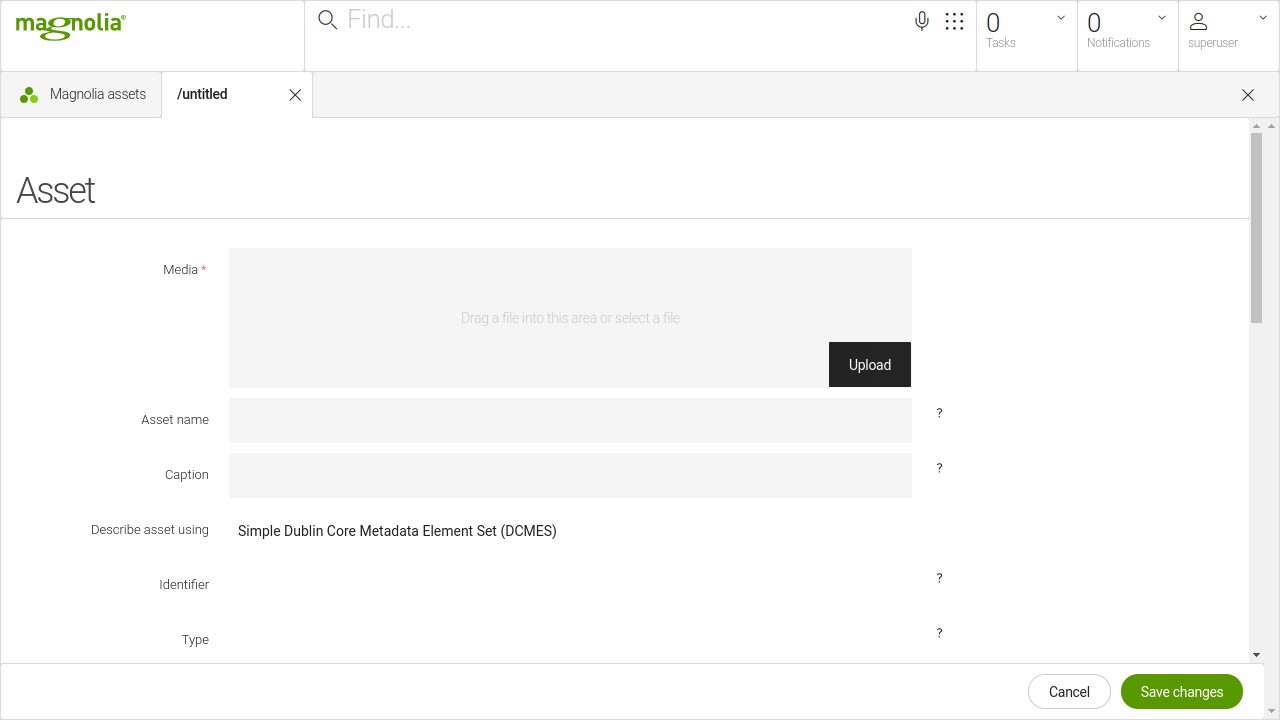 magnolia®
Find...
0
Tasks
0
Notifications
superuser
Magnolia assets
/untitled
Asset
Media *
Drag a file into this area or select a file
Upload
Asset name
?
Caption
?
Describe asset using
Simple Dublin Core Metadata Element Set (DCMES)
Identifier
?
Type
?
Cancel
Save changes